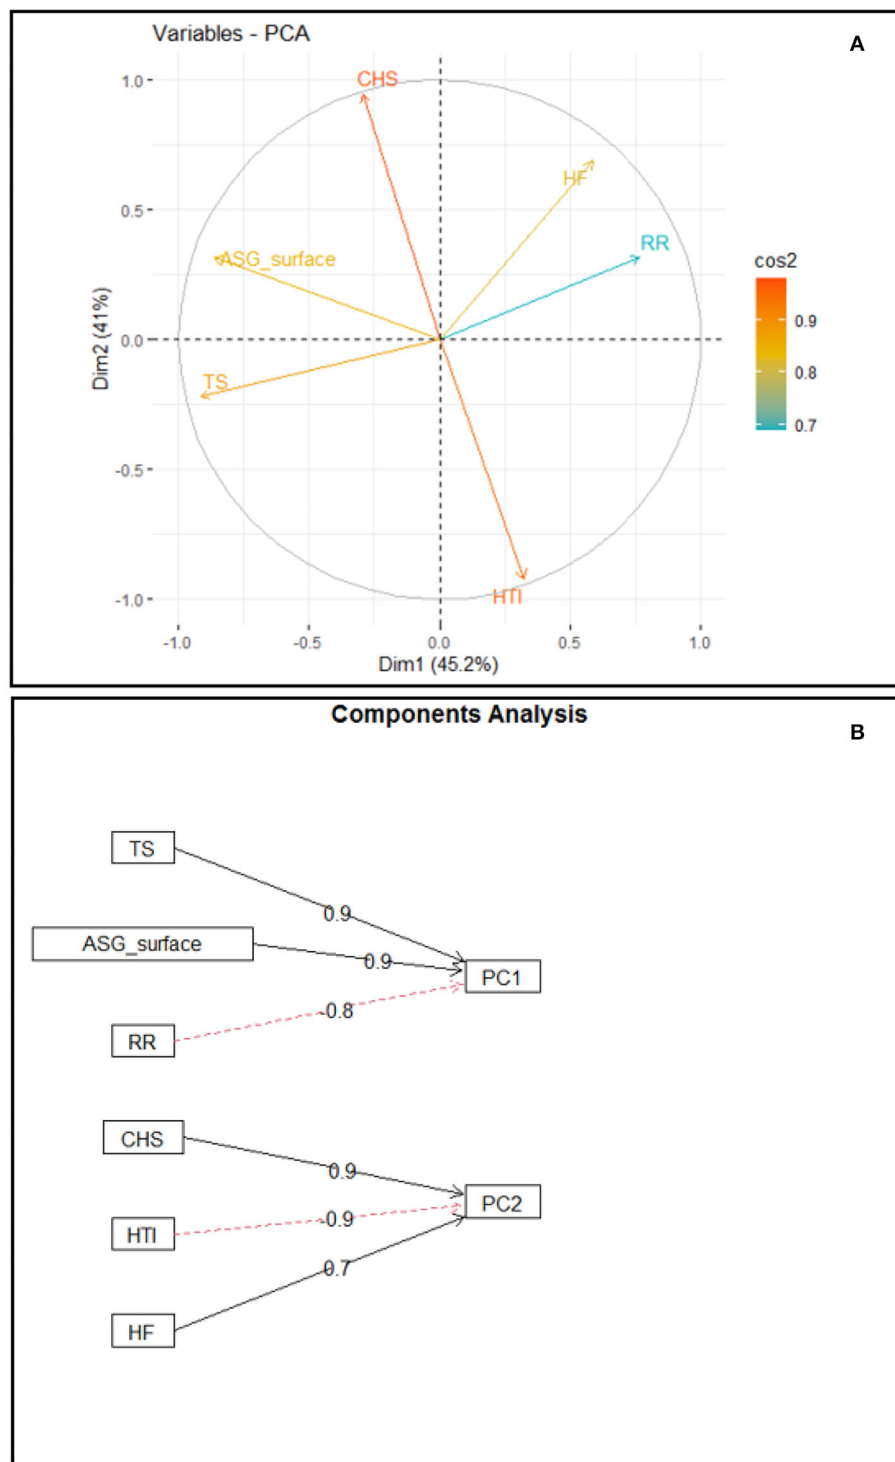 Variables - PCA
A
CHS
HF
RR
ASG_surface
TS
HTI
1.0
0.5
0.0
-0.5
-1.0
Dim2 (41%)
-1.0
-0.5
0.0
0.5
1.0
Dim1 (45.2%)
cos2
0.9
0.8
0.7
Components Analysis
B
TS
0.9
ASG_surface
0.9
PC1
-0.8
RR
CHS
0.9
PC2
HTI
-0.9
0.7
HF